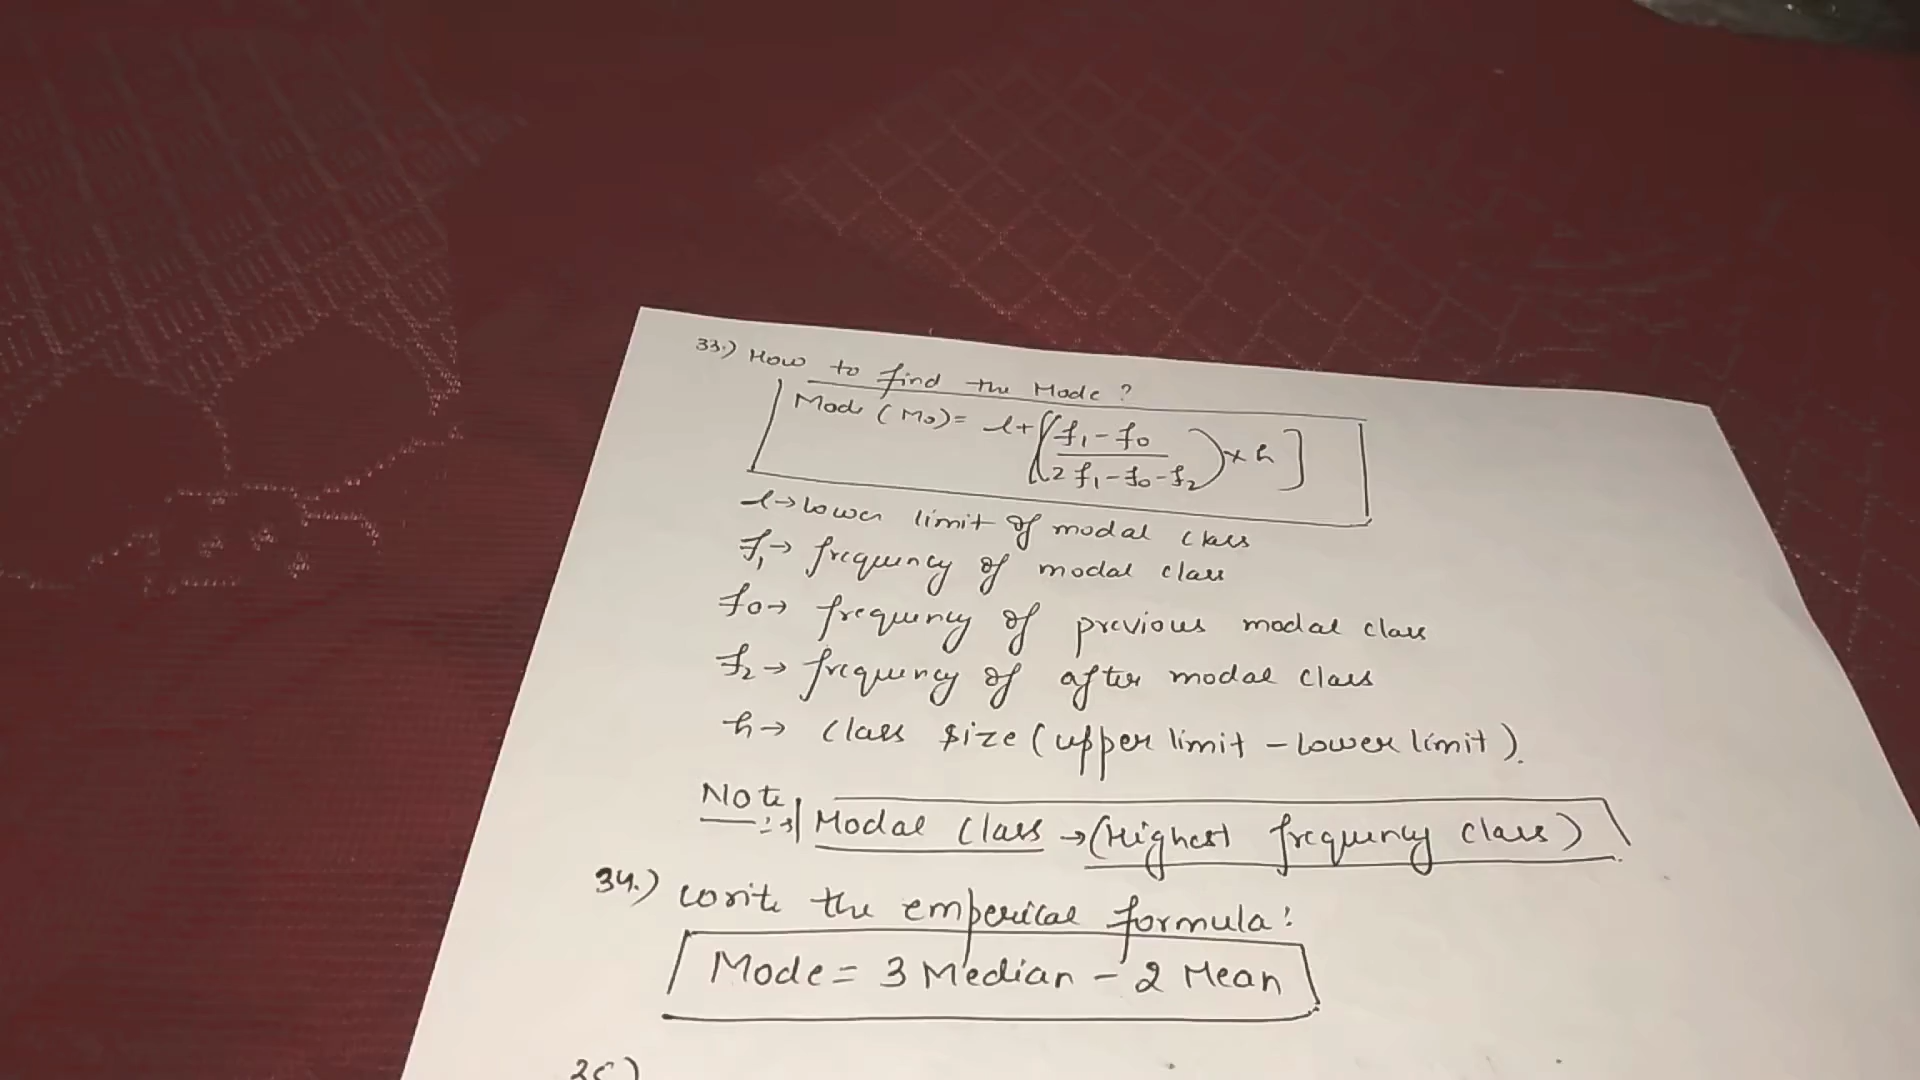 33.) How to find the Mode?
Mode (Mo) = l + [(f₁ - f₀ / 2f₁ - f₀ - f₂) × h]
l → lower limit of modal class
f₁ → frequency of modal class
f₀ → frequency of previous modal class
f₂ → frequency of after modal class
h → class size (upper limit - lower limit).
Note :→ Modal class → (Highest frequency class)
34.) write the emperical formula:
Mode = 3 Median - 2 Mean